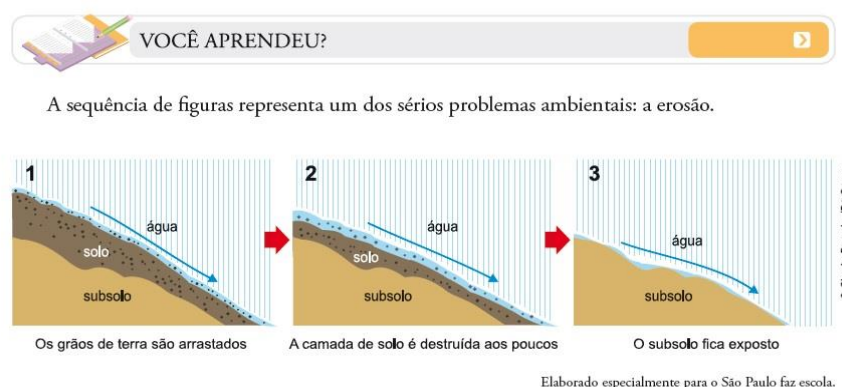 VOCÊ APRENDEU?
A sequência de figuras representa um dos sérios problemas ambientais: a erosão.
1
água
solo
subsolo
Os grãos de terra são arrastados
2
água
solo
subsolo
A camada de solo é destruída aos poucos
3
água
subsolo
O subsolo fica exposto
Elaborado especialmente para o São Paulo faz escola.